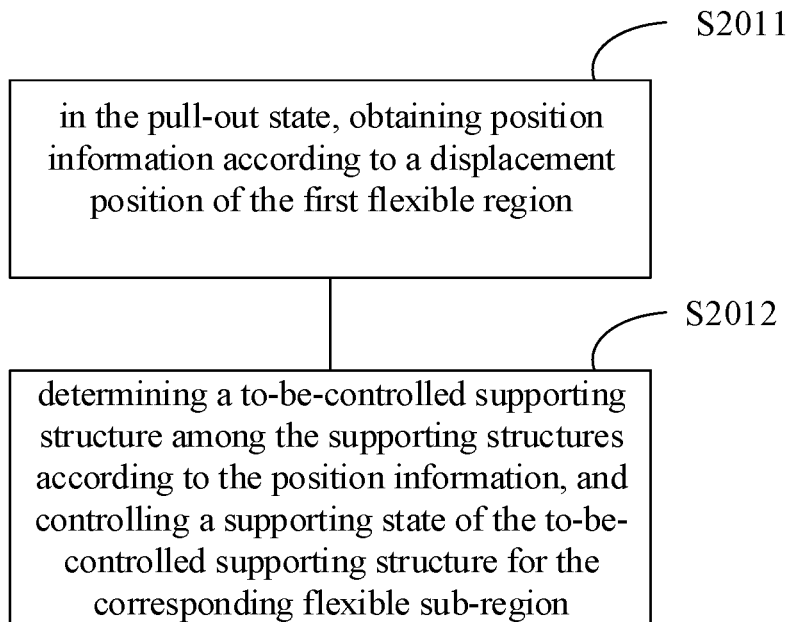 S2011
in the pull-out state, obtaining position
information according to a displacement
position of the first flexible region
S2012
determining a to-be-controlled supporting
structure among the supporting structures
according to the position information, and
controlling a supporting state of the to-be-
controlled supporting structure for the
corresponding flexible sub-region